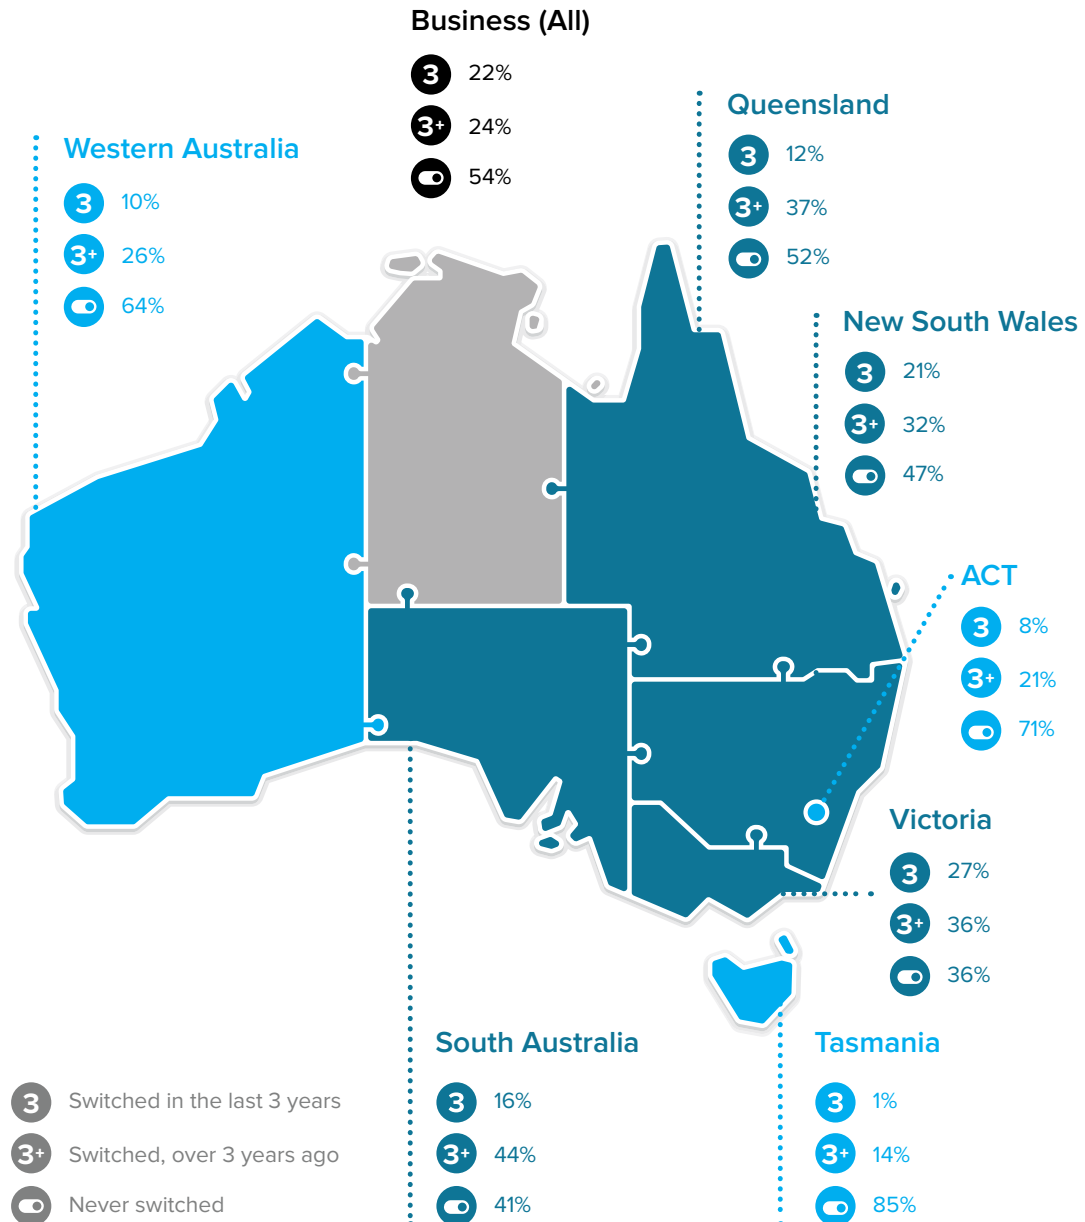 Business (All)
3 22%
3+ 24%
54%
Queensland
3 12%
3+ 37%
52%
Western Australia
3 10%
3+ 26%
64%
New South Wales
3 21%
3+ 32%
47%
ACT
3 8%
3+ 21%
71%
Victoria
3 27%
3+ 36%
36%
South Australia
3 16%
3+ 44%
41%
Tasmania
3 1%
3+ 14%
85%
3 Switched in the last 3 years
3+ Switched, over 3 years ago
Never switched